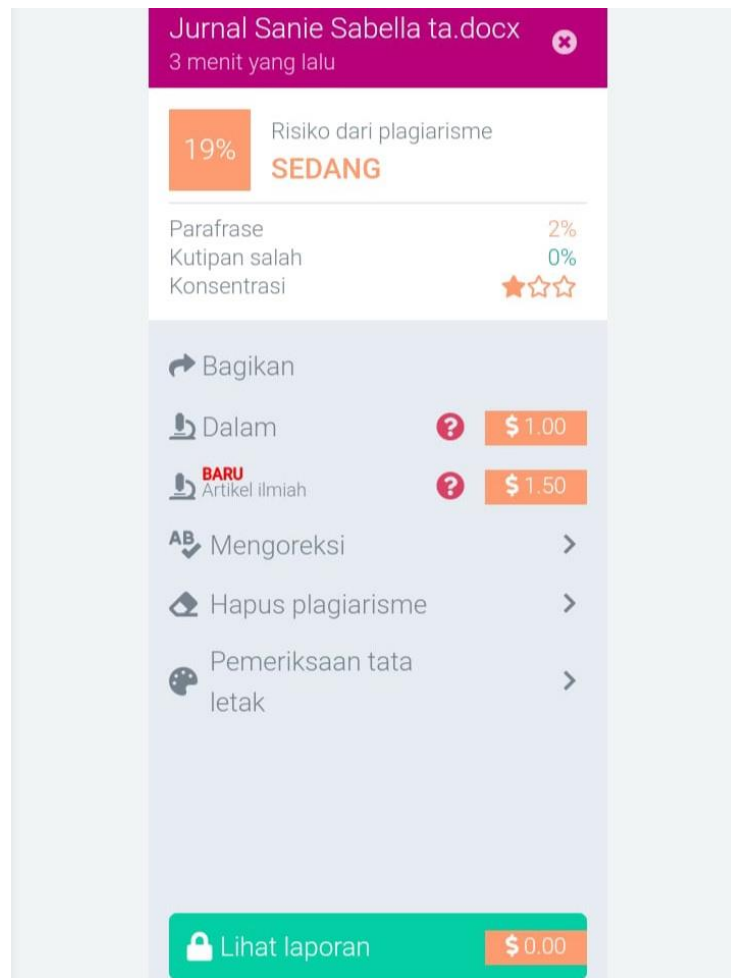 Jurnal Sanie Sabella ta.docx
3 menit yang lalu
19%
Risiko dari plagiarisme
SEDANG
Parafrase 2%
Kutipan salah 0%
Konsentrasi
Bagikan
Dalam ? $ 1.00
BARU
Artikel ilmiah ? $ 1.50
AB Mengoreksi
Hapus plagiarisme
Pemeriksaan tata
letak
Lihat laporan $ 0.00